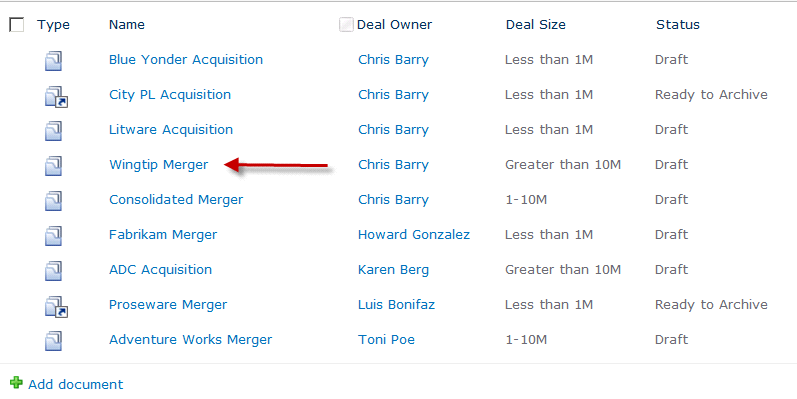 Type Name Deal Owner Deal Size Status
Blue Yonder Acquisition Chris Barry Less than 1M Draft
City PL Acquisition Chris Barry Less than 1M Ready to Archive
Litware Acquisition Chris Barry Less than 1M Draft
Wingtip Merger Chris Barry Greater than 10M Draft
Consolidated Merger Chris Barry 1-10M Draft
Fabrikam Merger Howard Gonzalez Less than 1M Draft
ADC Acquisition Karen Berg Greater than 10M Draft
Proseware Merger Luis Bonifaz Less than 1M Ready to Archive
Adventure Works Merger Toni Poe 1-10M Draft
Add document